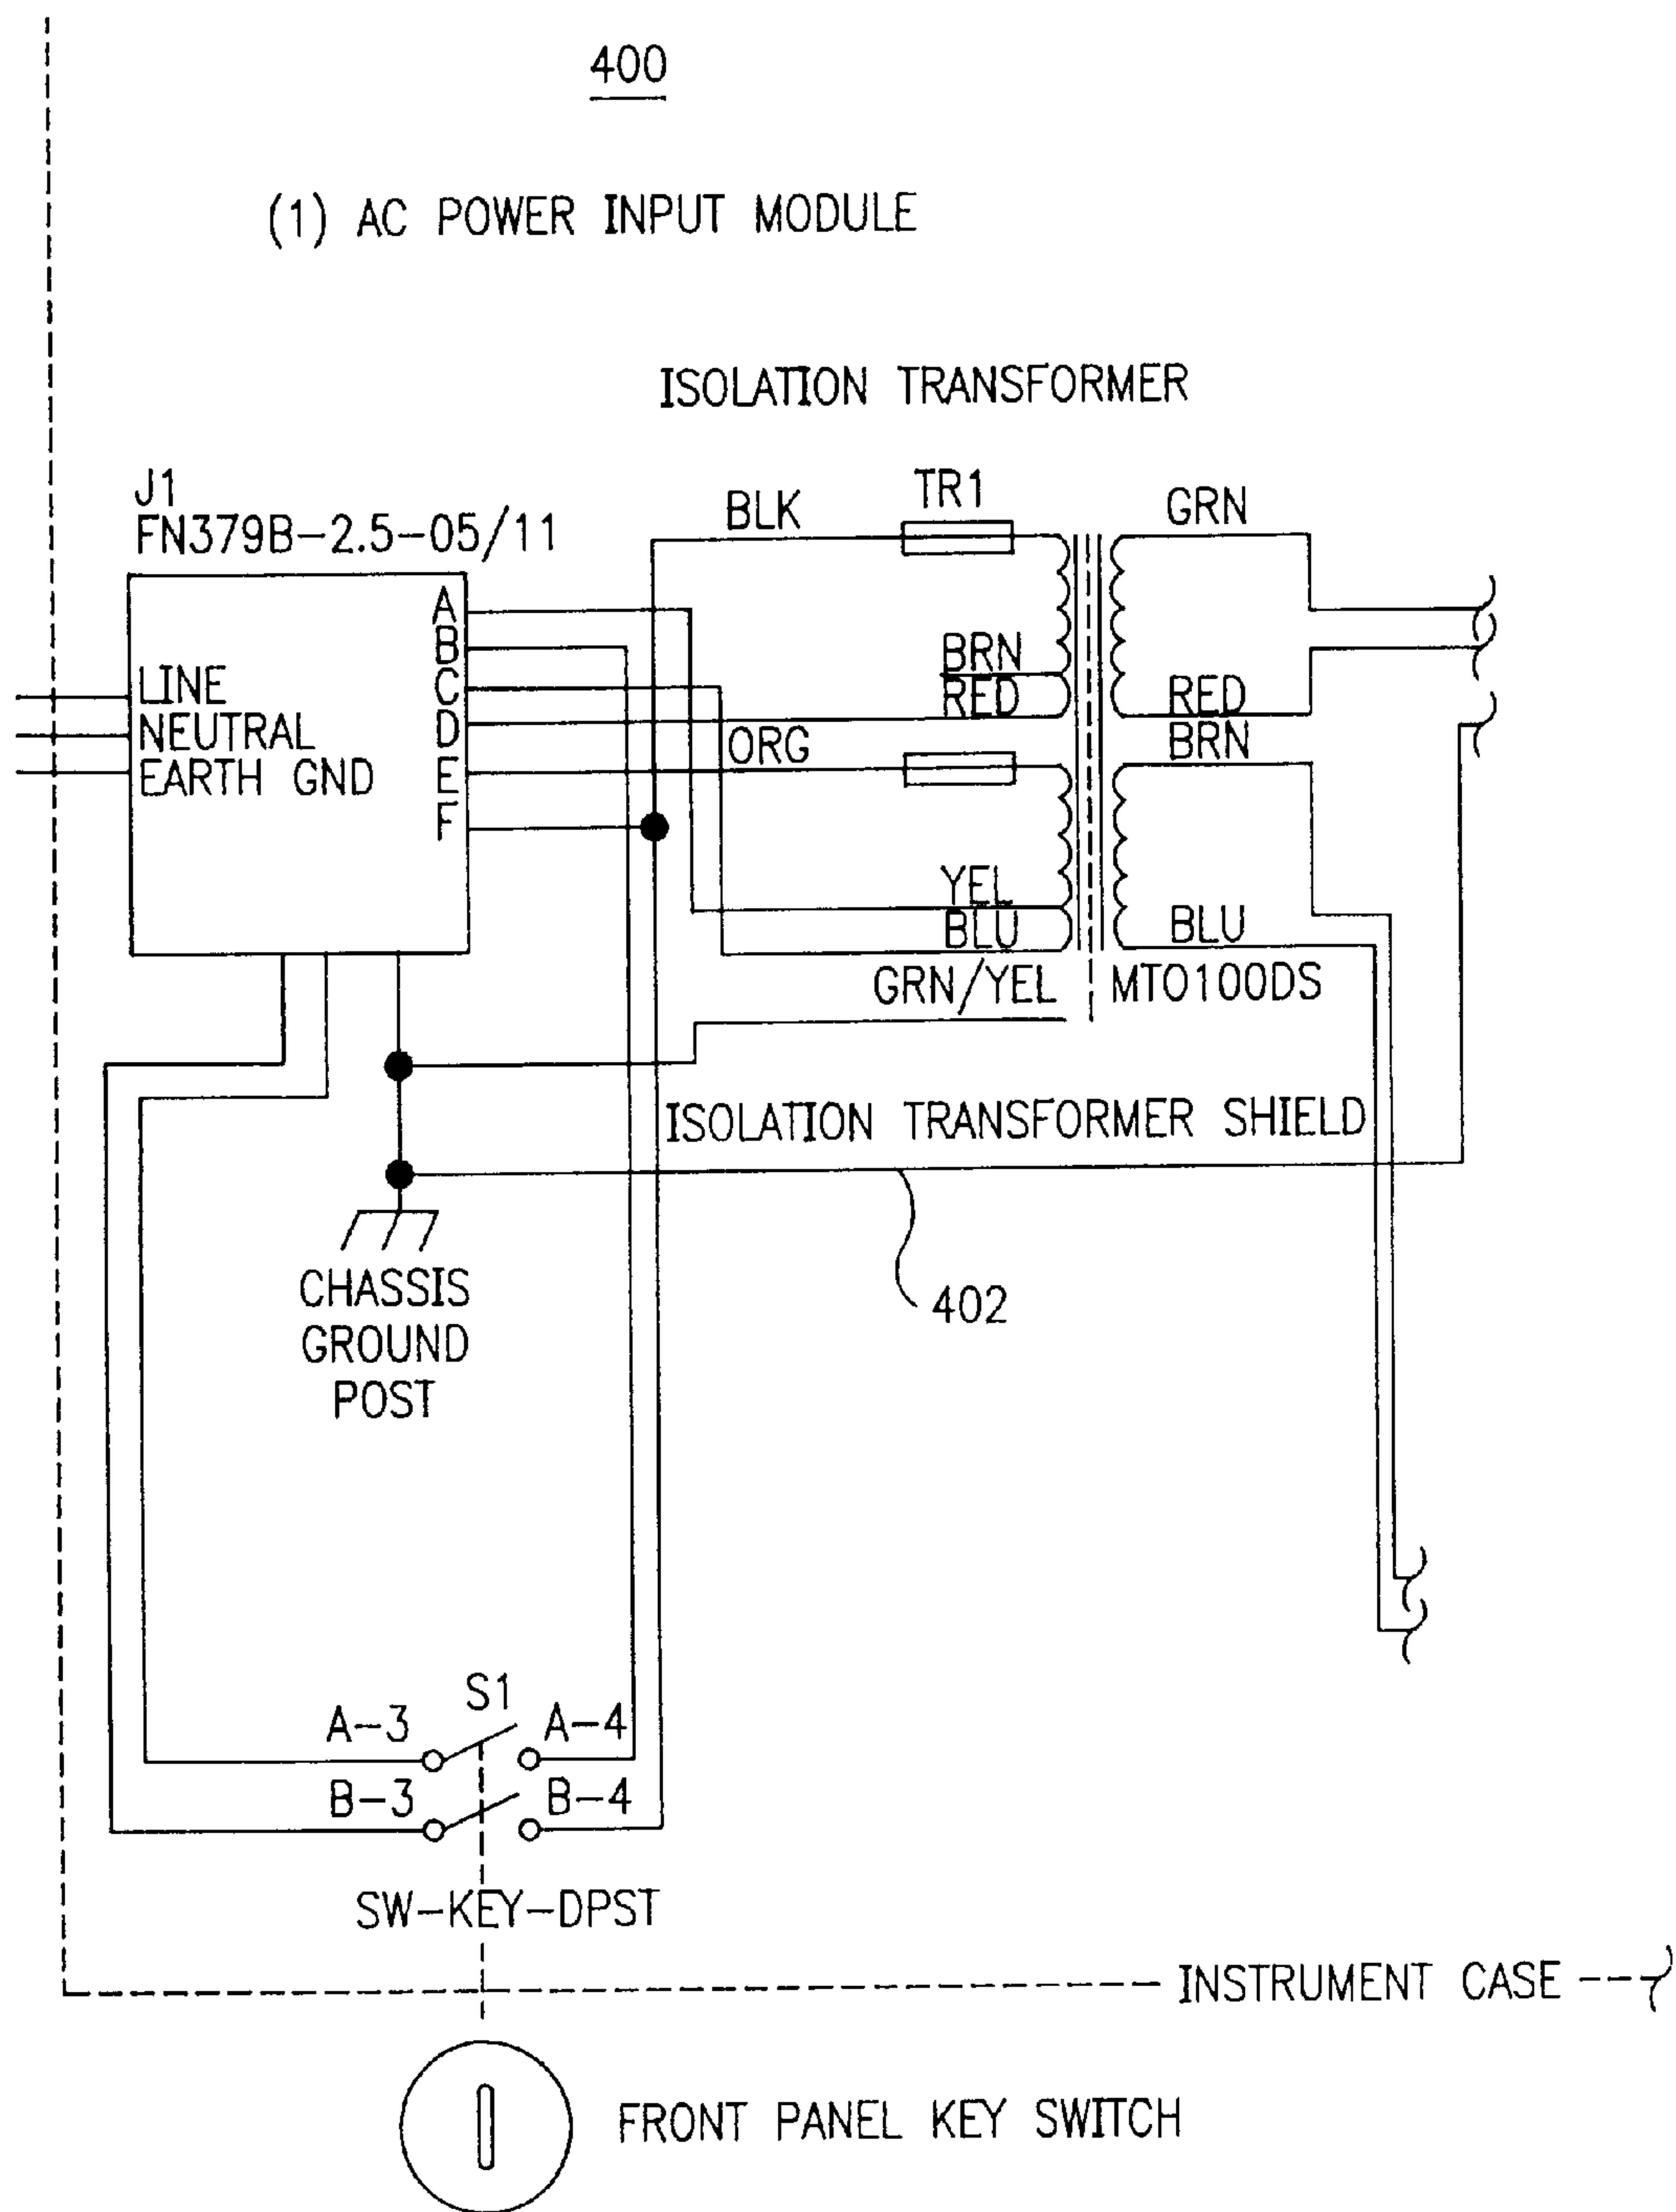 400
(1) AC POWER INPUT MODULE
ISOLATION TRANSFORMER
J1
FN379B-2.5-05/11
BLK
TR1
GRN
A
B
C
D
E
F
LINE
NEUTRAL
EARTH GND
BRN
RED
ORG
RED
BRN
YEL
BLU
BLU
GRN/YEL
MT0100DS
ISOLATION TRANSFORMER SHIELD
402
CHASSIS
GROUND
POST
S1
A-3
A-4
B-3
B-4
SW-KEY-DPST
INSTRUMENT CASE
FRONT PANEL KEY SWITCH